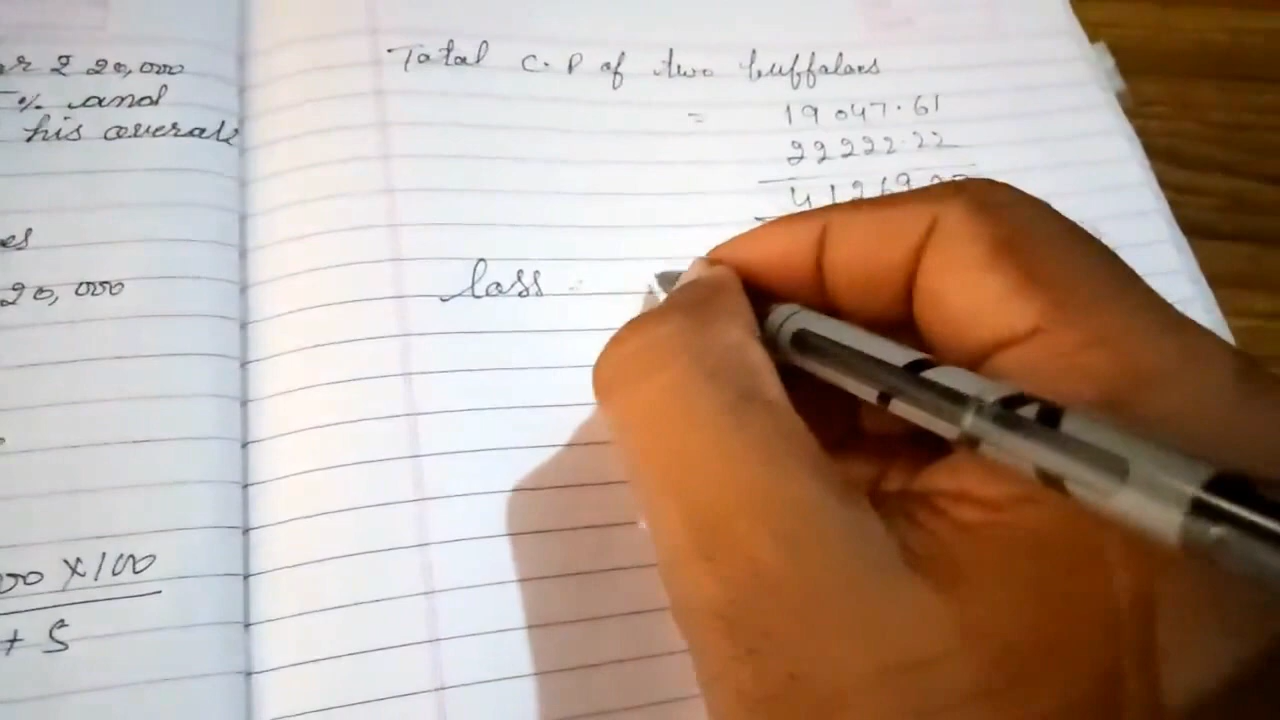 ₹ 20,000
% and
his overall
20,000
00 x 100
+ 5
Total C.P of two buffaloes
= 19047.61
22222.22
loss